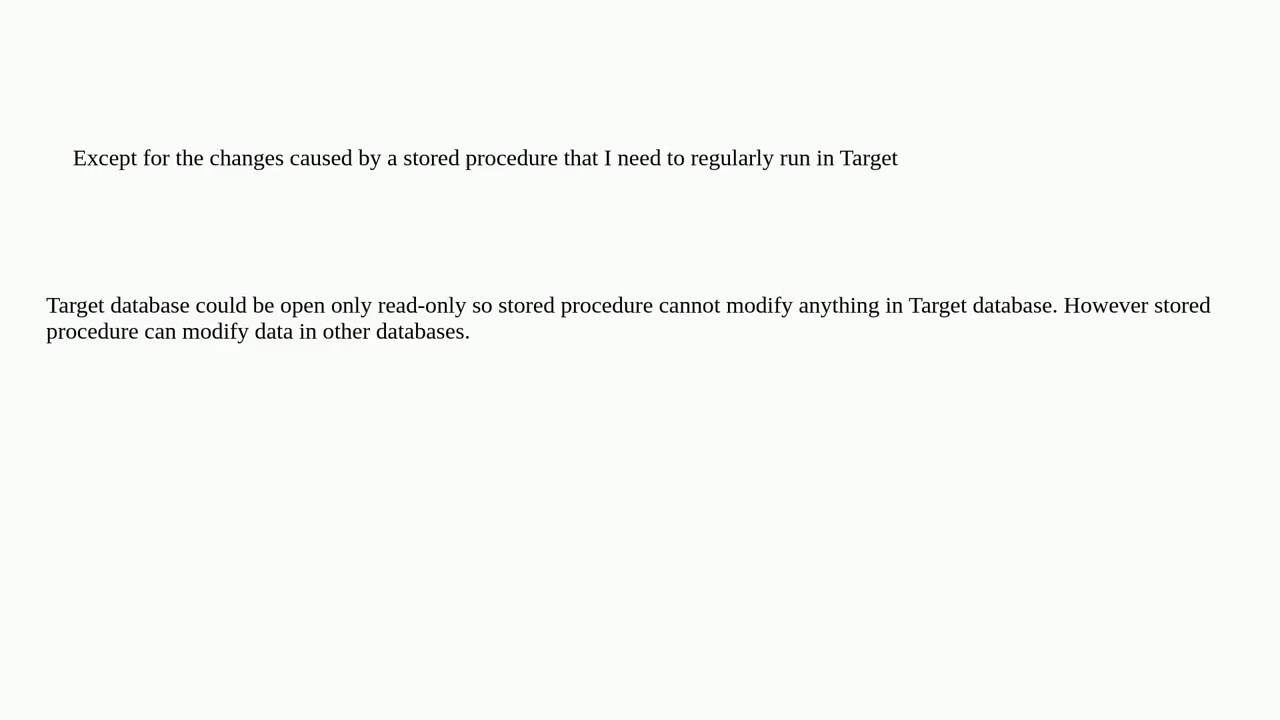 Except for the changes caused by a stored procedure that I need to regularly run in Target
Target database could be open only read-only so stored procedure cannot modify anything in Target database. However stored
procedure can modify data in other databases.